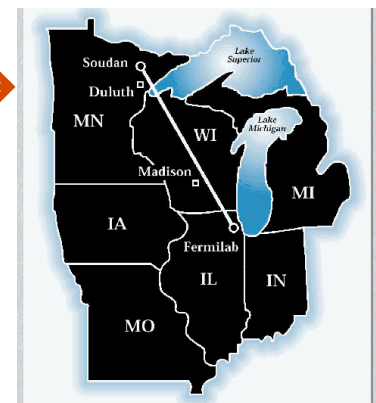 Lake
Superior
Soudan
Duluth
MN
WI
Lake
Michigan
Madison
MI
IA
Fermilab
IL
IN
MO